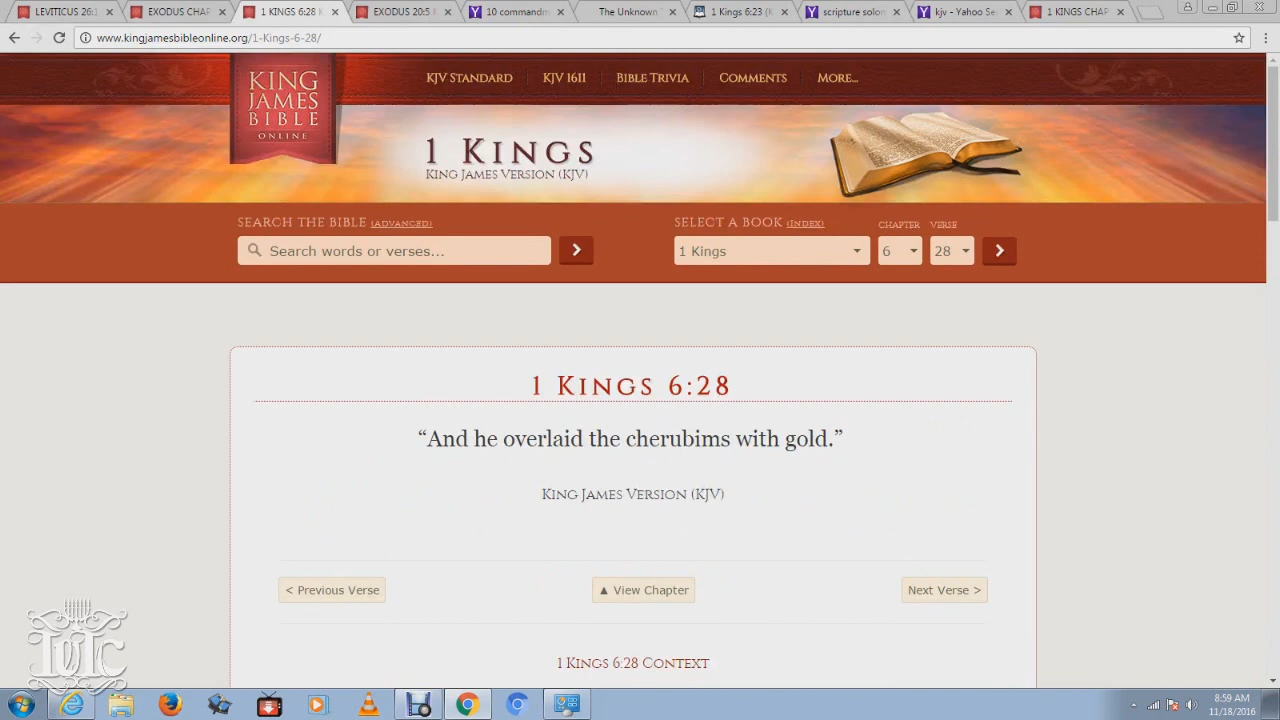 LEVITICUS 26:1
EXODUS CHAP
1 KINGS 6:28 K
EXODUS 20:5 I
10 commandm
The Unknown
1 Kings 6:23 (K
scripture solom
kjv - Yahoo Se
1 KINGS CHAP
www.kingjamesbibleonline.org/1-Kings-6-28/
KING
JAMES
BIBLE
ONLINE
KJV STANDARD
KJV 1611
BIBLE TRIVIA
COMMENTS
MORE...
1 KINGS
KING JAMES VERSION (KJV)
SEARCH THE BIBLE (ADVANCED)
Search words or verses...
SELECT A BOOK (INDEX)
CHAPTER
VERSE
1 Kings
6
28
1 KINGS 6:28
“And he overlaid the cherubims with gold.”
KING JAMES VERSION (KJV)
< Previous Verse
▲ View Chapter
Next Verse >
1 KINGS 6:28 CONTEXT
IUIC
8:59 AM
11/18/2016